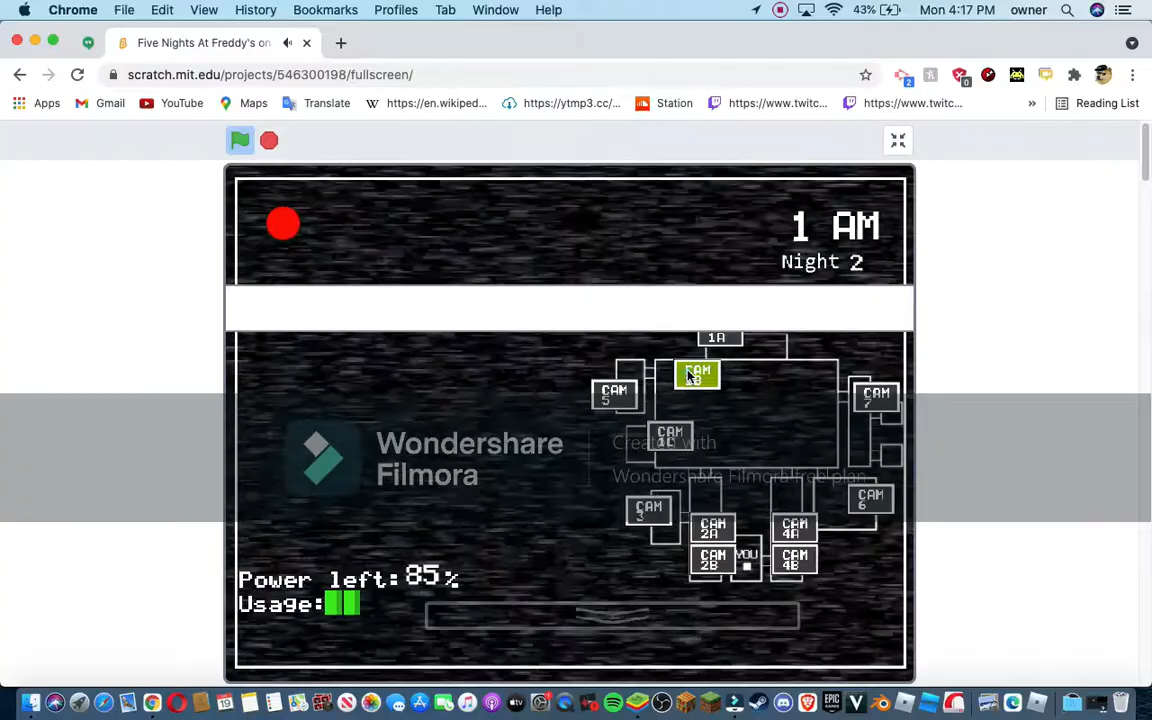 Chrome File Edit View History Bookmarks Profiles Tab Window Help 43% Mon 4:17 PM owner
Five Nights At Freddy's on
scratch.mit.edu/projects/546300198/fullscreen/
2 0
Apps Gmail YouTube Maps Translate https://en.wikiped... https://ytmp3.cc/... Station https://www.twitc... https://www.twitc... » Reading List
1 AM
Night 2
1A
CAM 1B
CAM 5
CAM 7
CAM 1C
Wondershare Filmora
Created with
Wondershare Filmora free plan
CAM 3
CAM 6
CAM 2A
CAM 4A
YOU
CAM 2B
CAM 4B
Power left: 85%
Usage: